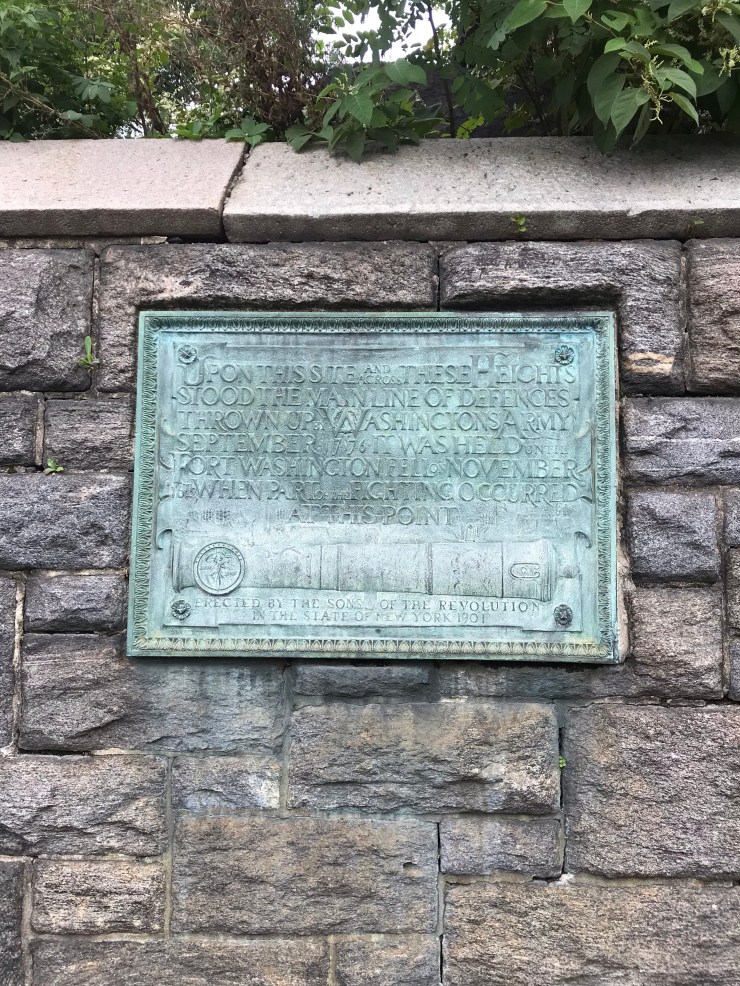 UPON THIS SITE AND ACROSS THESE HEIGHTS
STOOD THE MAIN LINE OF DEFENCES
THROWN UP BY WASHINGTONS ARMY
SEPTEMBER 1776 IT WAS HELD UNTIL
FORT WASHINGTON FELL ON NOVEMBER
16TH WHEN PART OF THE FIGHTING OCCURRED
AT THIS POINT
ERECTED BY THE SONS OF THE REVOLUTION
IN THE STATE OF NEW YORK 1901